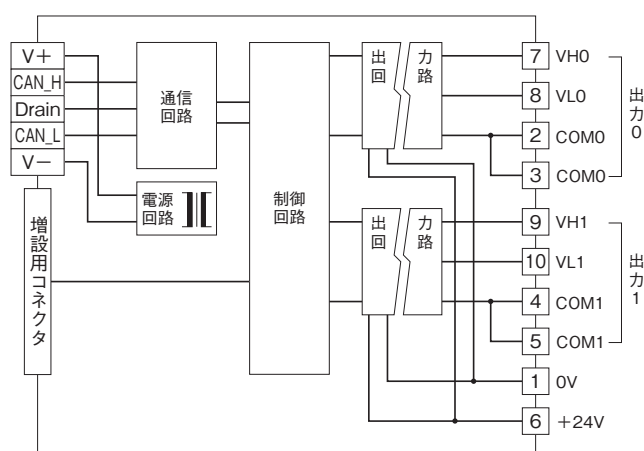 V+
CAN_H
Drain
CAN_L
V−
増設用コネクタ
通信
回路
電源
回路
制御
回路
出力
回路
出力
回路
7 VH0
8 VL0
2 COM0
3 COM0
出力0
9 VH1
10 VL1
4 COM1
5 COM1
出力1
1 0V
6 +24V